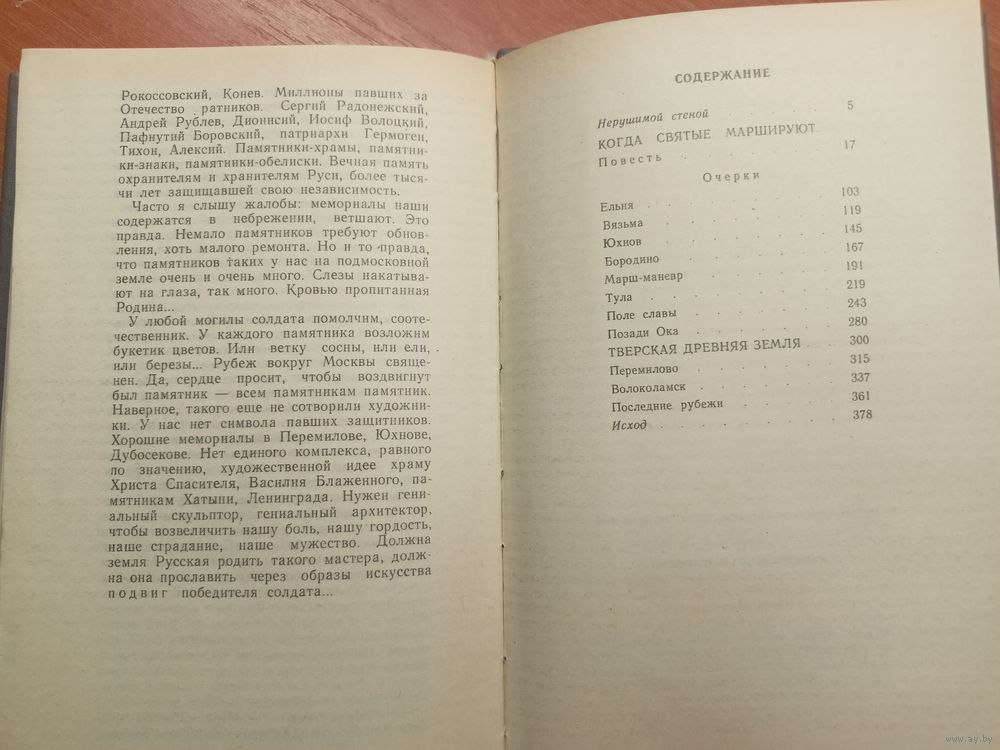 Рокоссовский, Конев. Миллионы павших за
Отечество ратников. Сергий Радонежский,
Андрей Рублев, Дионисий, Иосиф Волоцкий,
Пафнутий Боровский, патриархи Гермоген,
Тихон, Алексий. Памятники-храмы, памятни-
ки-знаки, памятники-обелиски. Вечная память
охранителям и хранителям Руси, более тыся-
чи лет защищавшей свою независимость.
Часто я слышу жалобы: мемориалы наши
содержатся в небрежении, ветшают. Это
правда. Немало памятников требуют обнов-
ления, хоть малого ремонта. Но и то правда,
что памятников таких у нас на подмосковной
земле очень и очень много. Слезы накатыва-
ют на глаза, так много. Кровью пропитанная
Родина...
У любой могилы солдата помолчим, сооте-
чественник. У каждого памятника возложим
букетик цветов. Или ветку сосны, или ели,
или березы... Рубеж вокруг Москвы свяще-
нен. Да, сердце просит, чтобы воздвигнут
был памятник — всем памятникам памятник.
Наверное, такого еще не сотворили художни-
ки. У нас нет символа павших защитников.
Хорошие мемориалы в Перемилове, Юхнове,
Дубосекове. Нет единого комплекса, равного
по значению, художественной идее храму
Христа Спасителя, Василия Блаженного, па-
мятникам Хатыни, Ленинграда. Нужен гени-
альный скульптор, гениальный архитектор,
чтобы возвеличить нашу боль, нашу гордость,
наше страдание, наше мужество. Должна
земля Русская родить такого мастера, долж-
на она прославить через образы искусства
подвиг победителя солдата...
СОДЕРЖАНИЕ
Нерушимой стеной . . . . 5
КОГДА СВЯТЫЕ МАРШИРУЮТ.
Повесть . . . . . . 17
Очерки
Ельня . . . . . . . 103
Вязьма . . . . . . . 119
Юхнов . . . . . . . 145
Бородино . . . . . . 167
Марш-маневр . . . . . 191
Тула . . . . . . . 219
Поле славы . . . . . . 243
Позади Ока . . . . . . 280
ТВЕРСКАЯ ДРЕВНЯЯ ЗЕМЛЯ . . 300
Перемилово . . . . . . 315
Волоколамск . . . . . . 337
Последние рубежи . . . . . 361
Исход . . . . . . . 378
www.ay.by